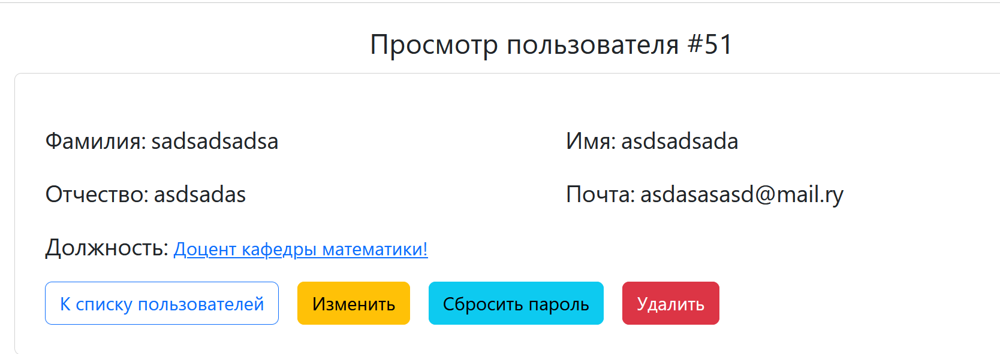 Просмотр пользователя #51
Фамилия: sadsadsadsa
Имя: asdsadsada
Отчество: asdsadas
Почта: asdasasasd@mail.ry
Должность: Доцент кафедры математики!
К списку пользователей
Изменить
Сбросить пароль
Удалить